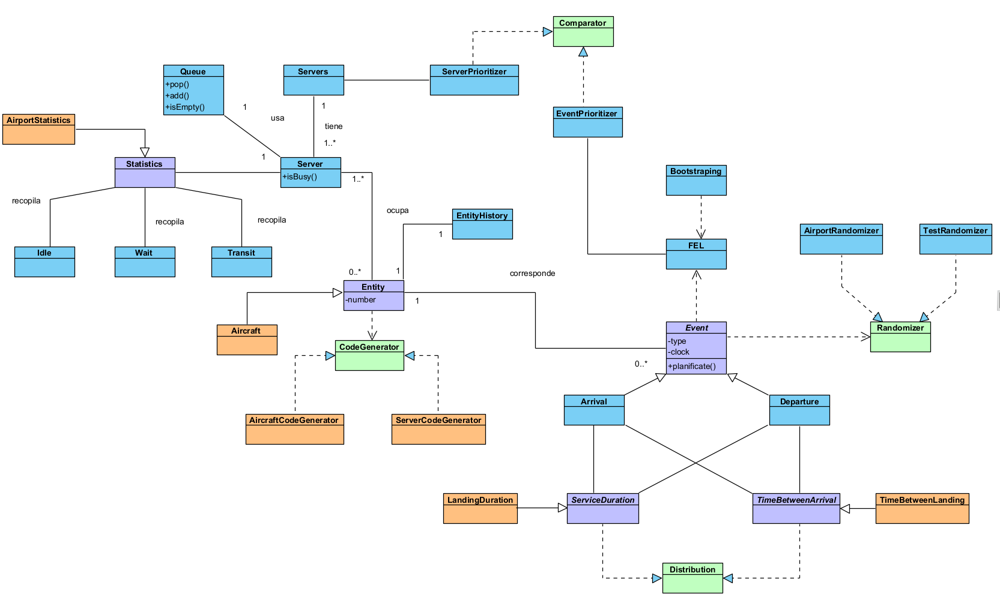 Comparator
Queue
+pop()
+add()
+isEmpty()
Servers
ServerPrioritizer
1
usa
1
tiene
1..*
EventPrioritizer
AirportStatistics
Statistics
1
Server
+isBusy()
1..*
Bootstraping
recopila
recopila
recopila
ocupa
EntityHistory
1
FEL
AirportRandomizer
TestRandomizer
Idle
Wait
Transit
0..*
1
corresponde
Entity
-number
1
Aircraft
CodeGenerator
Event
-type
-clock
+planificate()
0..*
Randomizer
AircraftCodeGenerator
ServerCodeGenerator
Arrival
Departure
LandingDuration
ServiceDuration
TimeBetweenArrival
TimeBetweenLanding
Distribution